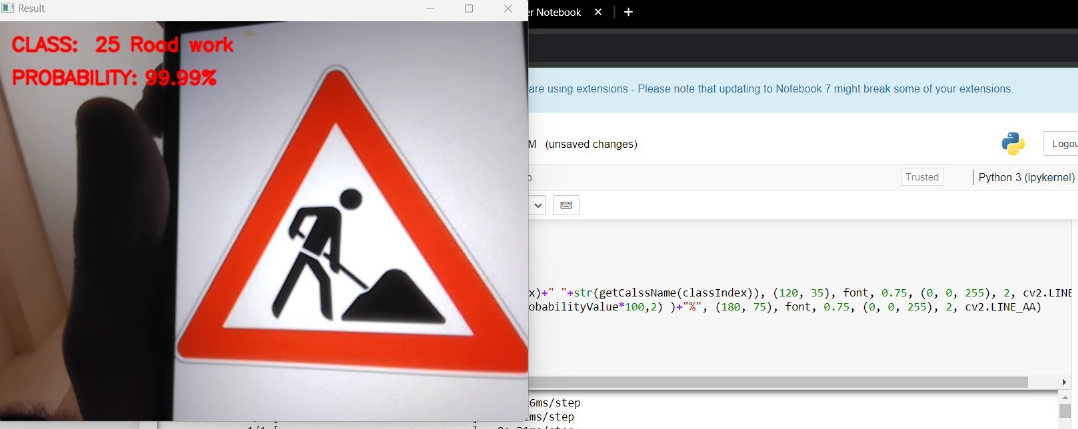 Result
CLASS: 25 Road work
PROBABILITY: 99.99%
er Notebook
are using extensions - Please note that updating to Notebook 7 might break some of your extensions.
M (unsaved changes)
Logou
Trusted
Python 3 (ipykernel)
x)+" "+str(getCalssName(classIndex)), (120, 35), font, 0.75, (0, 0, 255), 2, cv2.LINE
obabilityValue*100,2) )+"%", (180, 75), font, 0.75, (0, 0, 255), 2, cv2.LINE_AA)
6ms/step
ms/step